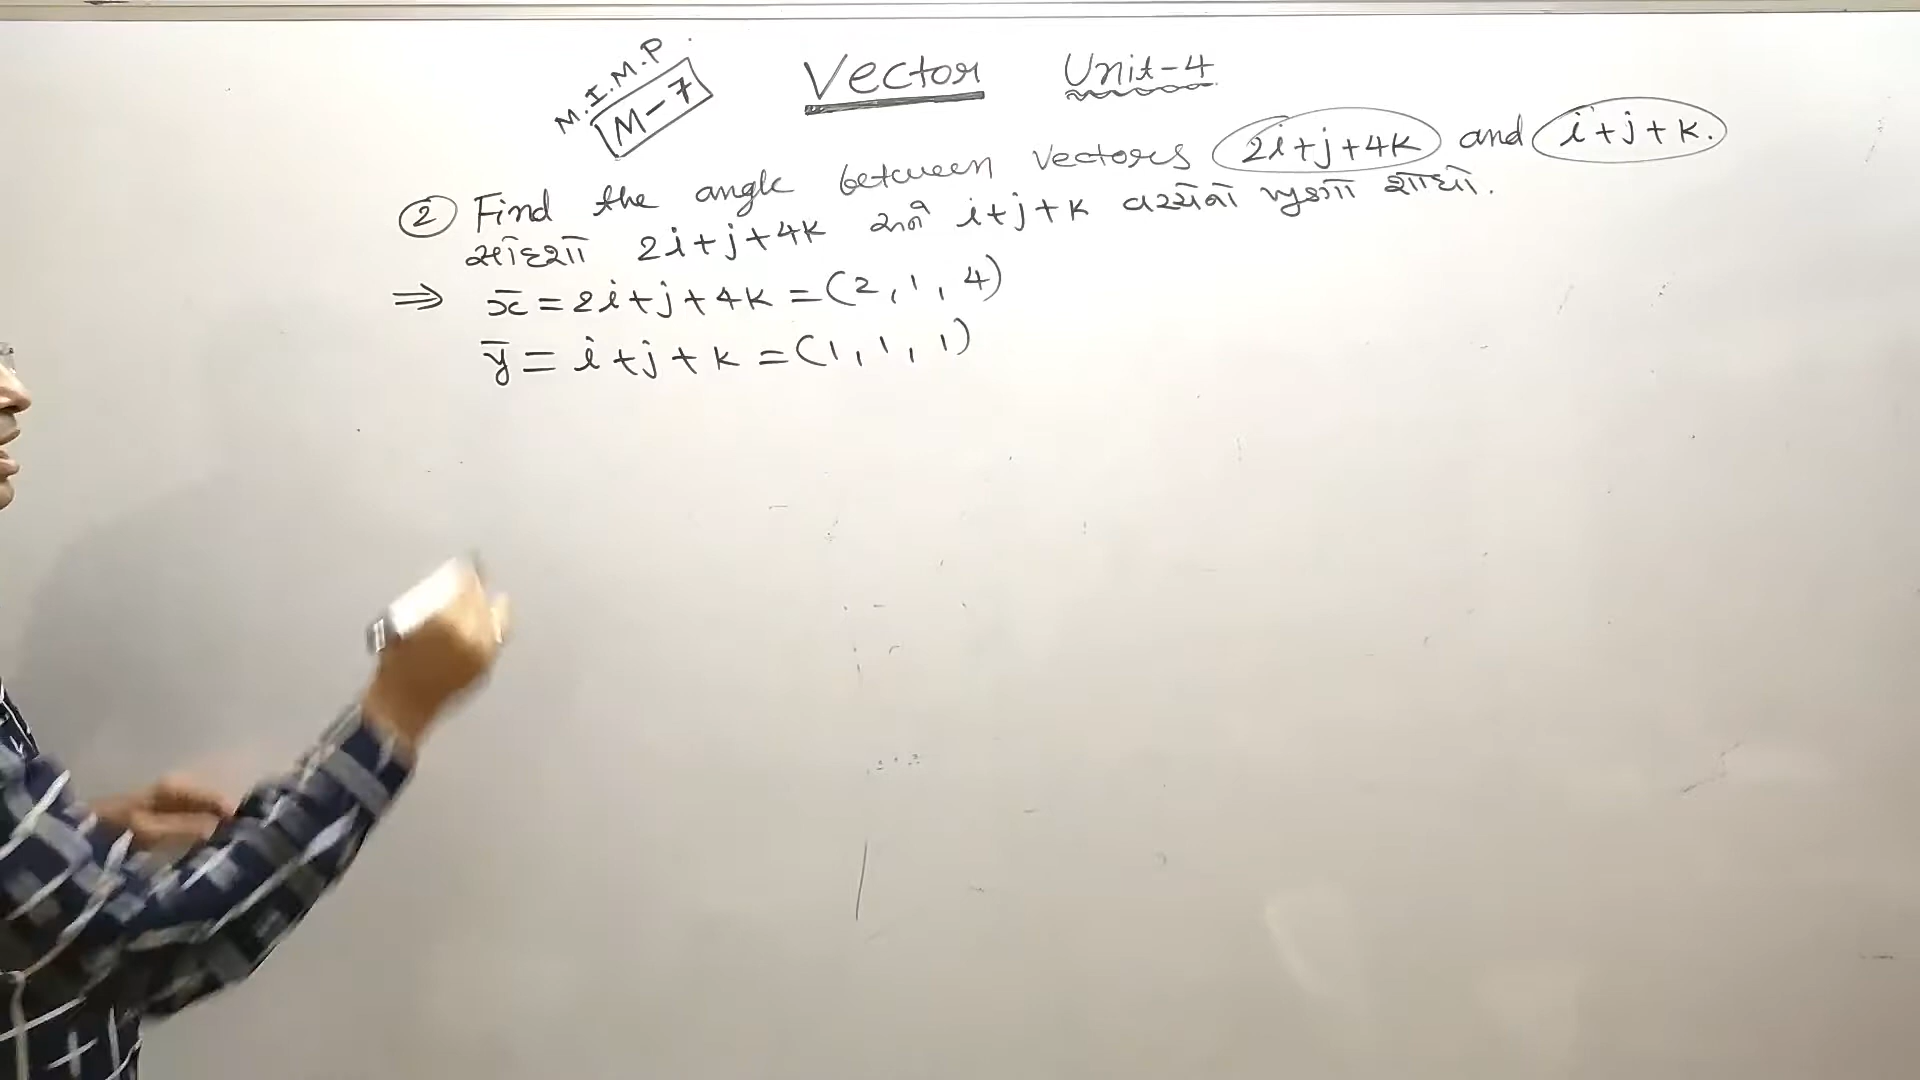 M.I.M.P.
M-7
Vector Unit-4
② Find the angle between vectors 2i+j+4k and i+j+k.
સદિશો 2i+j+4k અને i+j+k વચ્ચેનો ખૂણો શોધો.
⇒ x̄ = 2i+j+4k = (2, 1, 4)
ȳ = i+j+k = (1, 1, 1)